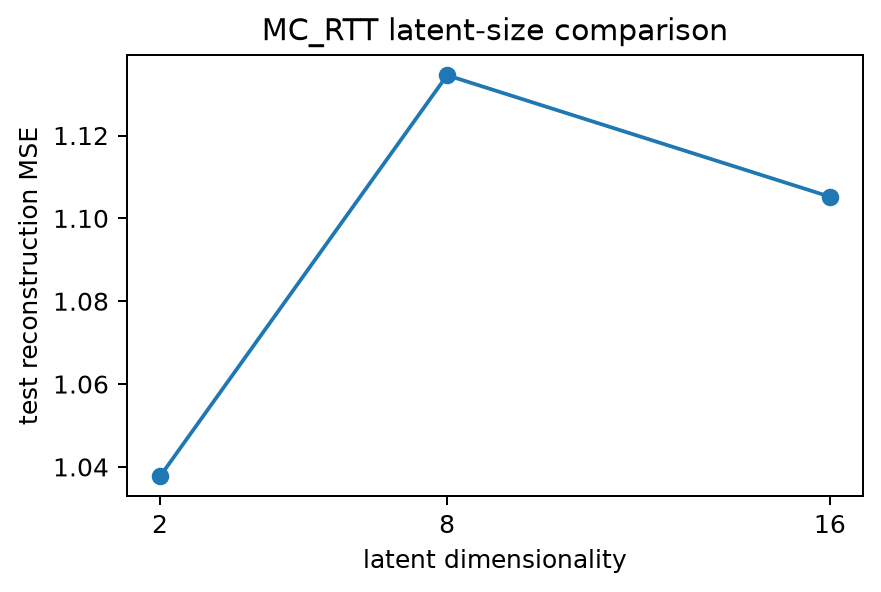 MC_RTT latent-size comparison
test reconstruction MSE
1.12
1.10
1.08
1.06
1.04
2 8 16
latent dimensionality